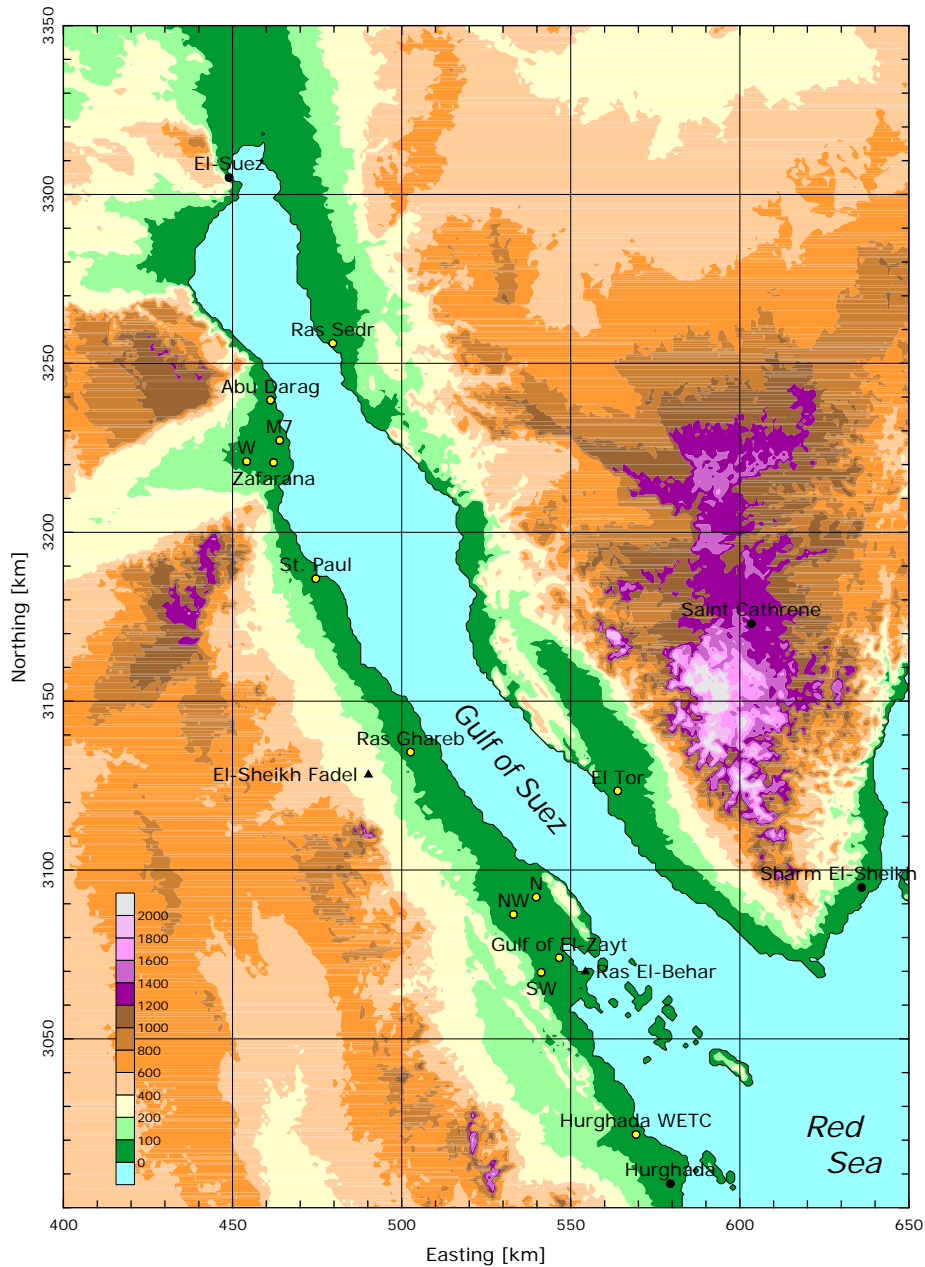 3350
El-Suez
3300
Ras Sedr
3250
Abu Darag
M7
W
Zafarana
3200
St. Paul
Saint Cathrene
Northing [km]
3150
Gulf of Suez
Ras Ghareb
El-Sheikh Fadel
El Tor
3100
Sharm El-Sheikh
N
NW
Gulf of El-Zayt
Ras El-Behar
SW
2000
1800
1600
1400
1200
1000
800
600
400
200
100
0
3050
Hurghada WETC
Red
Sea
Hurghada
400
450
500
550
600
650
Easting [km]